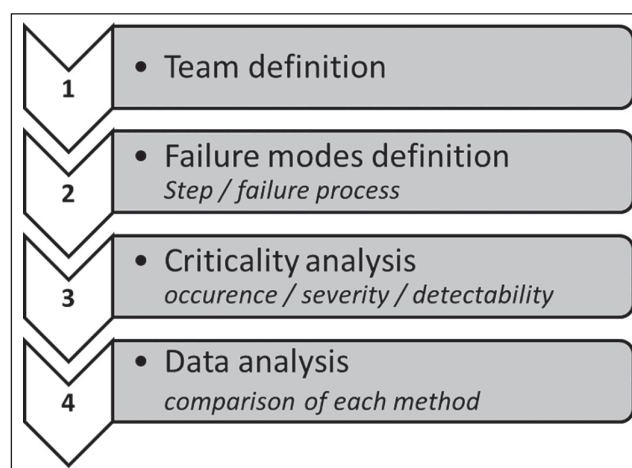 1
• Team definition
2
• Failure modes definition
Step / failure process
3
• Criticality analysis
occurence / severity / detectability
4
• Data analysis
comparison of each method